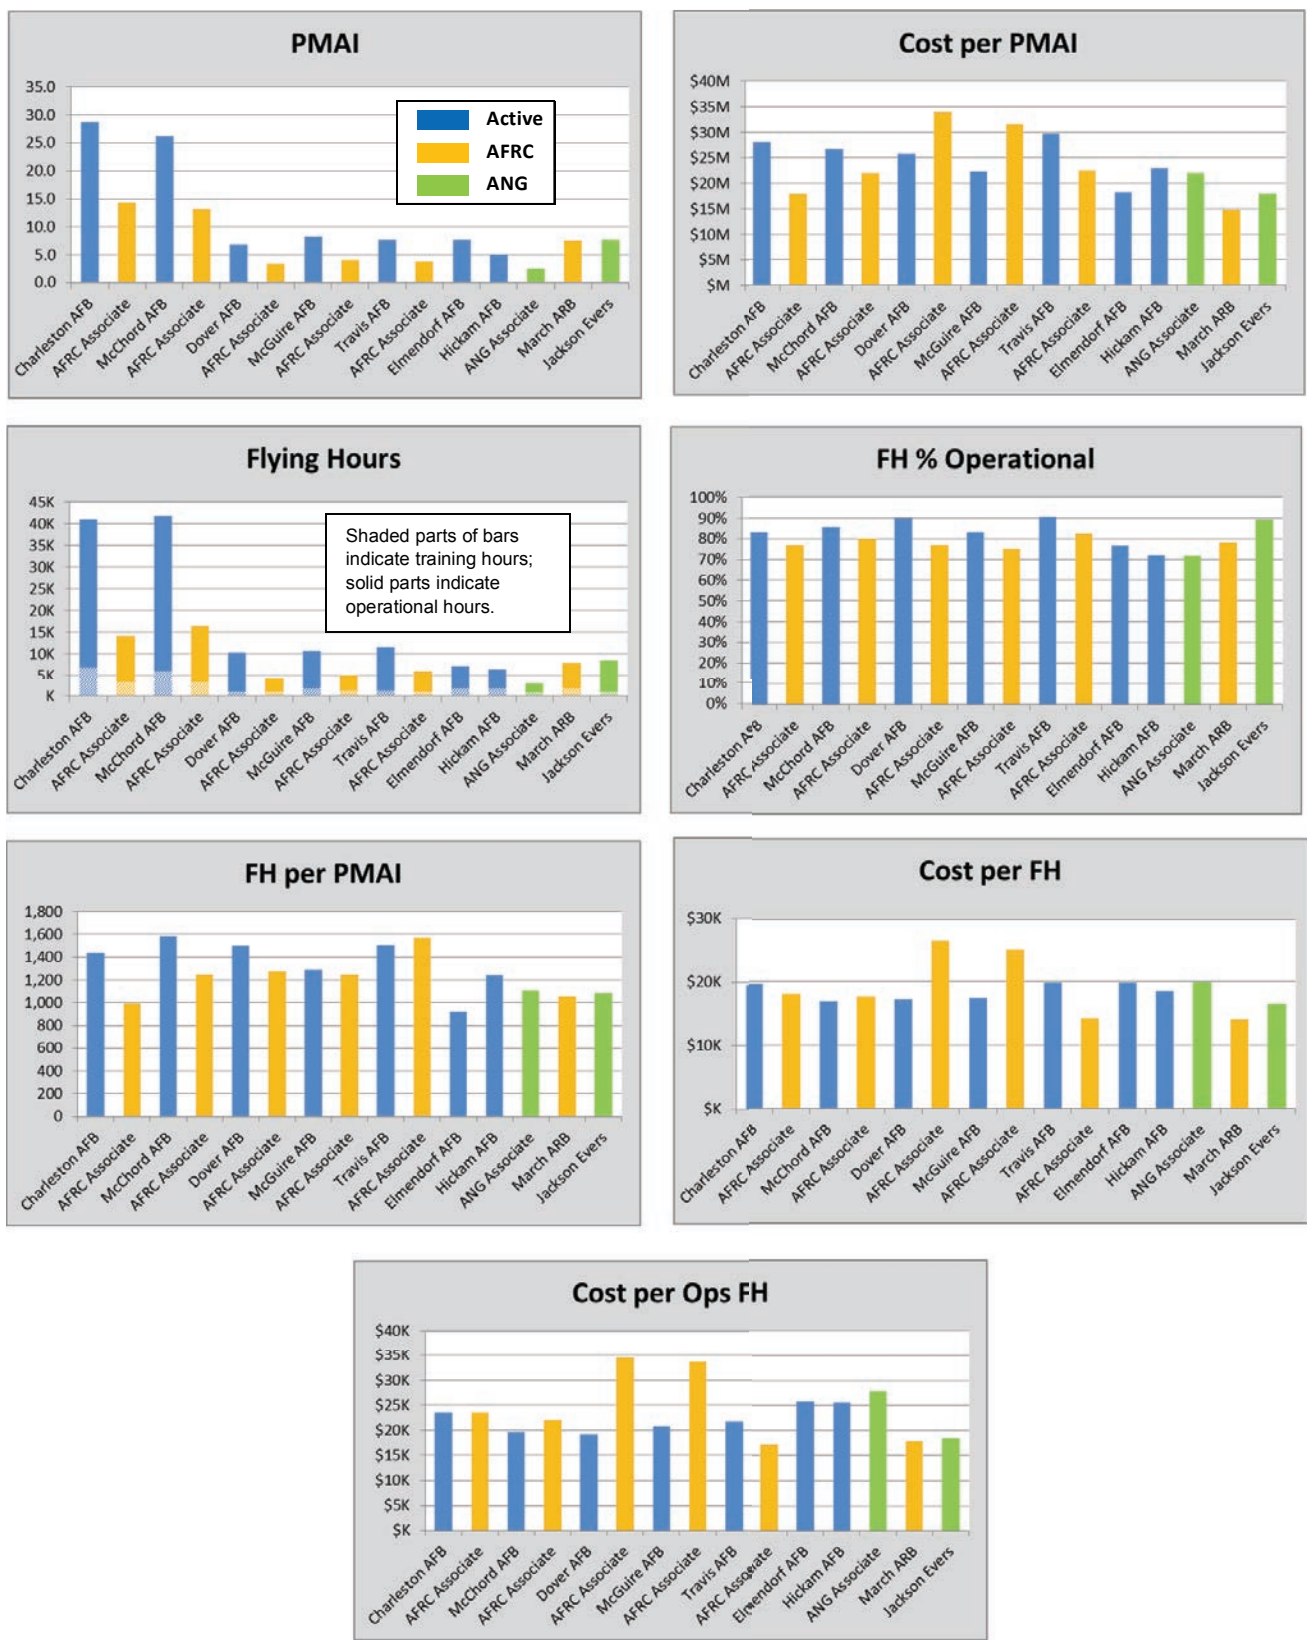 PMAI
35.0
30.0
25.0
20.0
15.0
10.0
5.0
0.0
Active
AFRC
ANG
Charleston AFB
AFRC Associate
McChord AFB
AFRC Associate
Dover AFB
AFRC Associate
McGuire AFB
AFRC Associate
Travis AFB
AFRC Associate
Elmendorf AFB
Hickam AFB
ANG Associate
March ARB
Jackson Evers
Cost per PMAI
$40M
$35M
$30M
$25M
$20M
$15M
$10M
$5M
$M
Charleston AFB
AFRC Associate
McChord AFB
AFRC Associate
Dover AFB
AFRC Associate
McGuire AFB
AFRC Associate
Travis AFB
AFRC Associate
Elmendorf AFB
Hickam AFB
ANG Associate
March ARB
Jackson Evers
Flying Hours
45K
40K
35K
30K
25K
20K
15K
10K
5K
K
Shaded parts of bars
indicate training hours;
solid parts indicate
operational hours.
Charleston AFB
AFRC Associate
McChord AFB
AFRC Associate
Dover AFB
AFRC Associate
McGuire AFB
AFRC Associate
Travis AFB
AFRC Associate
Elmendorf AFB
Hickam AFB
ANG Associate
March ARB
Jackson Evers
FH % Operational
100%
90%
80%
70%
60%
50%
40%
30%
20%
10%
0%
Charleston AFB
AFRC Associate
McChord AFB
AFRC Associate
Dover AFB
AFRC Associate
McGuire AFB
AFRC Associate
Travis AFB
AFRC Associate
Elmendorf AFB
Hickam AFB
ANG Associate
March ARB
Jackson Evers
FH per PMAI
1,800
1,600
1,400
1,200
1,000
800
600
400
200
0
Charleston AFB
AFRC Associate
McChord AFB
AFRC Associate
Dover AFB
AFRC Associate
McGuire AFB
AFRC Associate
Travis AFB
AFRC Associate
Elmendorf AFB
Hickam AFB
ANG Associate
March ARB
Jackson Evers
Cost per FH
$30K
$20K
$10K
$K
Charleston AFB
AFRC Associate
McChord AFB
AFRC Associate
Dover AFB
AFRC Associate
McGuire AFB
AFRC Associate
Travis AFB
AFRC Associate
Elmendorf AFB
Hickam AFB
ANG Associate
March ARB
Jackson Evers
Cost per Ops FH
$40K
$35K
$30K
$25K
$20K
$15K
$10K
$5K
$K
Charleston AFB
AFRC Associate
McChord AFB
AFRC Associate
Dover AFB
AFRC Associate
McGuire AFB
AFRC Associate
Travis AFB
AFRC Associate
Elmendorf AFB
Hickam AFB
ANG Associate
March ARB
Jackson Evers